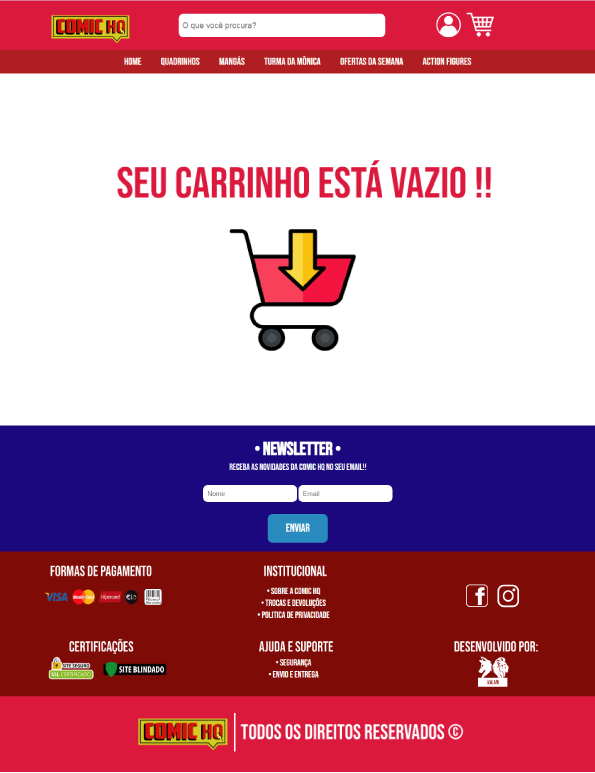 COMIC HQ
O que você procura?
HOME QUADRINHOS MANGÁS TURMA DA MÔNICA OFERTAS DA SEMANA ACTION FIGURES
SEU CARRINHO ESTÁ VAZIO !!
• NEWSLETTER •
RECEBA AS NOVIDADES DA COMIC HQ NO SEU EMAIL!!
Nome Email
ENVIAR
FORMAS DE PAGAMENTO
VISA MasterCard Hipercard elo
CERTIFICAÇÕES
SITE SEGURO
SSL CERTIFICADO
SITE BLINDADO
INSTITUCIONAL
• SOBRE A COMIC HQ
• TROCAS E DEVOLUÇÕES
• POLITICA DE PRIVACIDADE
AJUDA E SUPORTE
• SEGURANÇA
• ENVIO E ENTREGA
DESENVOLVIDO POR:
COMIC HQ
TODOS OS DIREITOS RESERVADOS ©